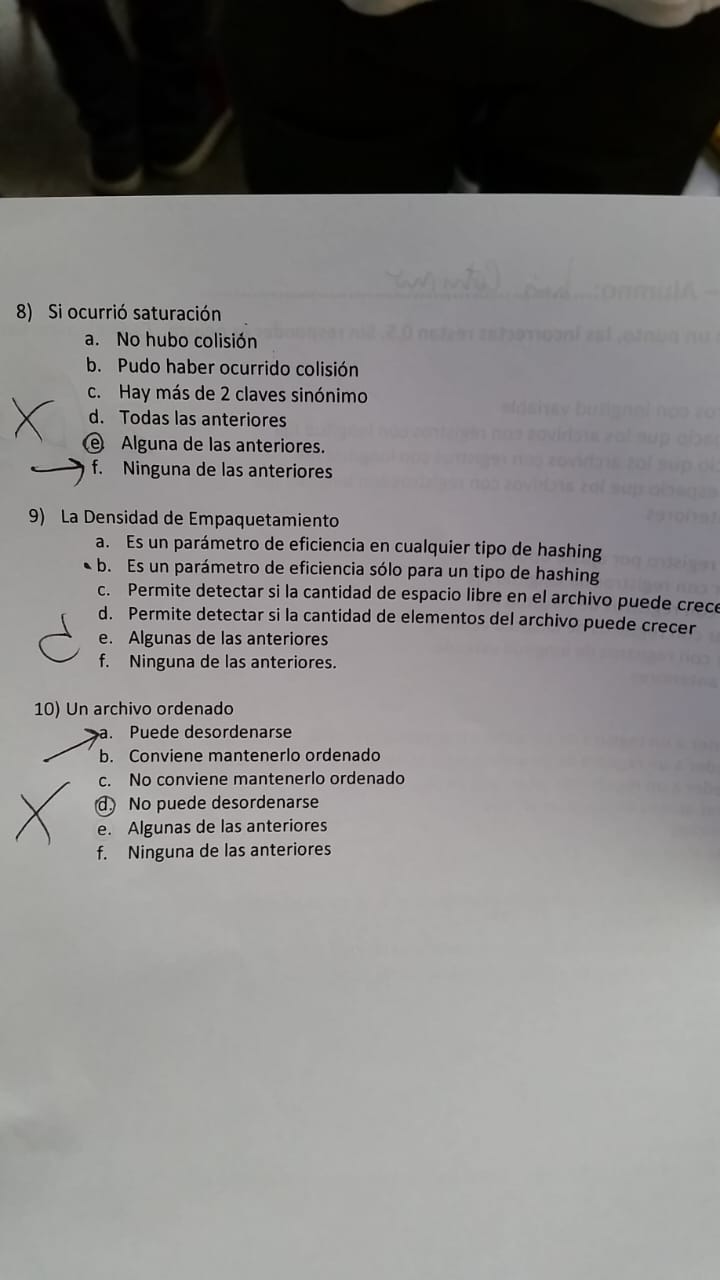 8) Si ocurrió saturación
a. No hubo colisión
b. Pudo haber ocurrido colisión
c. Hay más de 2 claves sinónimo
d. Todas las anteriores
e. Alguna de las anteriores.
f. Ninguna de las anteriores
9) La Densidad de Empaquetamiento
a. Es un parámetro de eficiencia en cualquier tipo de hashing
b. Es un parámetro de eficiencia sólo para un tipo de hashing
c. Permite detectar si la cantidad de espacio libre en el archivo puede crece
d. Permite detectar si la cantidad de elementos del archivo puede crecer
e. Algunas de las anteriores
f. Ninguna de las anteriores.
10) Un archivo ordenado
a. Puede desordenarse
b. Conviene mantenerlo ordenado
c. No conviene mantenerlo ordenado
d. No puede desordenarse
e. Algunas de las anteriores
f. Ninguna de las anteriores